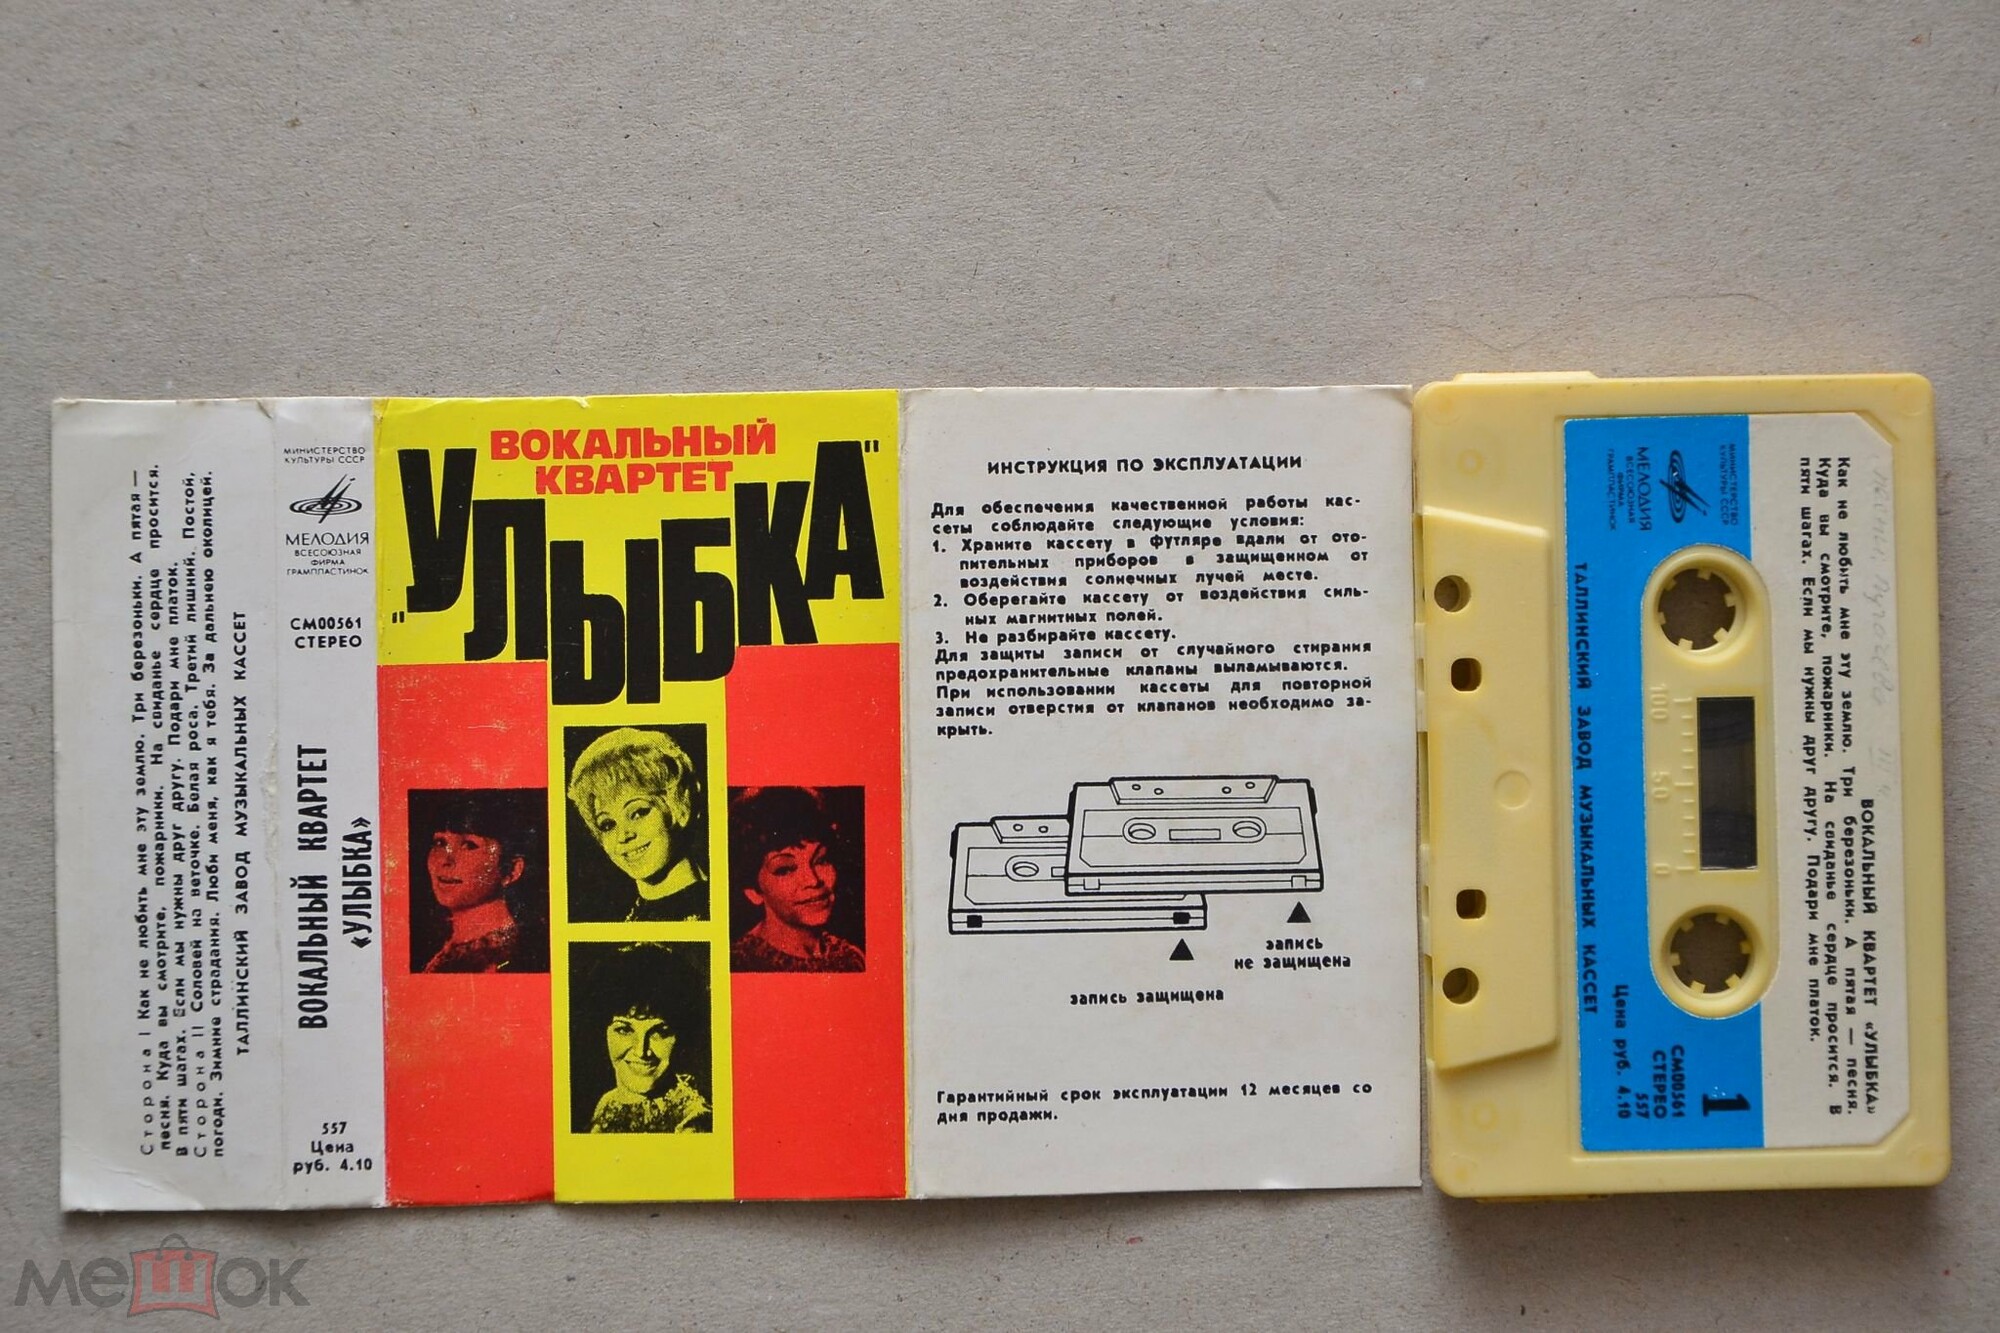 Сторона I Как не любить мне эту землю. Три березоньки. А пятая —
песня. Куда вы смотрите, пожарники. На свиданье сердце просится.
В пяти шагах. Если мы нужны друг другу. Подари мне платок.
Сторона II Соловей на веточке. Белая роса. Третий лишний. Постой,
погоди. Зимние страдания. Люби меня, как я тебя. За дальнею околицей.
ТАЛЛИНСКИЙ ЗАВОД МУЗЫКАЛЬНЫХ КАССЕТ
МИНИСТЕРСТВО
КУЛЬТУРЫ СССР
МЕЛОДИЯ
ВСЕСОЮЗНАЯ
ФИРМА
ГРАМПЛАСТИНОК
СМ00561
СТЕРЕО
ВОКАЛЬНЫЙ КВАРТЕТ
«УЛЫБКА»
557
Цена
руб. 4.10
ВОКАЛЬНЫЙ
КВАРТЕТ
"УЛЫБКА"
ИНСТРУКЦИЯ ПО ЭКСПЛУАТАЦИИ
Для обеспечения качественной работы кас-
сеты соблюдайте следующие условия:
1. Храните кассету в футляре вдали от ото-
пительных приборов в защищенном от
воздействия солнечных лучей месте.
2. Оберегайте кассету от воздействия силь-
ных магнитных полей.
3. Не разбирайте кассету.
Для защиты записи от случайного стирания
предохранительные клапаны выламываются.
При использовании кассеты для повторной
записи отверстия от клапанов необходимо за-
крыть.
запись
не защищена
запись защищена
Гарантийный срок эксплуатации 12 месяцев со
дня продажи.
ВОКАЛЬНЫЙ КВАРТЕТ «УЛЫБКА»
Как не любить мне эту землю. Три березоньки. А пятая — песня.
Куда вы смотрите, пожарники. На свиданье сердце просится. В
пяти шагах. Если мы нужны друг другу. Подари мне платок.
МИНИСТЕРСТВО
КУЛЬТУРЫ СССР
МЕЛОДИЯ
ВСЕСОЮЗНАЯ
ФИРМА
ГРАМПЛАСТИНОК
100 50 0
1
ТАЛЛИНСКИЙ ЗАВОД МУЗЫКАЛЬНЫХ КАССЕТ
СМ00561
СТЕРЕО
557
Цена руб. 4.10
мешок